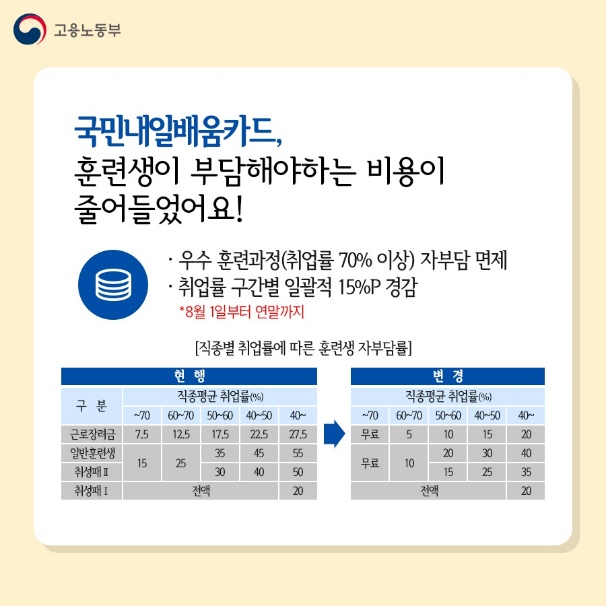 고용노동부
국민내일배움카드,
훈련생이 부담해야하는 비용이
줄어들었어요!
· 우수 훈련과정(취업률 70% 이상) 자부담 면제
· 취업률 구간별 일괄적 15%P 경감
*8월 1일부터 연말까지
[직종별 취업률에 따른 훈련생 자부담률]
현 행 변 경
구 분 직종평균 취업률(%) 직종평균 취업률(%)
~70 60~70 50~60 40~50 40~ ~70 60~70 50~60 40~50 40~
근로장려금 7.5 12.5 17.5 22.5 27.5 무료 5 10 15 20
일반훈련생 15 25 35 45 55 무료 10 20 30 40
취성패Ⅱ 30 40 50 15 25 35
취성패Ⅰ 전액 20 전액 20